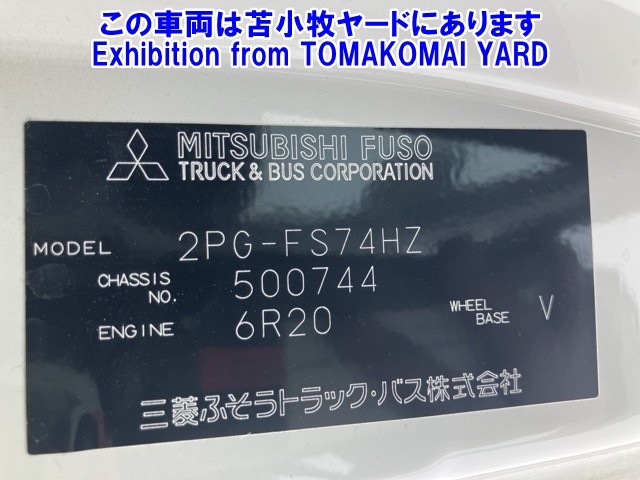 この車両は苫小牧ヤードにあります
Exhibition from TOMAKOMAI YARD
MITSUBISHI FUSO
TRUCK & BUS CORPORATION
MODEL 2PG-FS74HZ
CHASSIS NO. 500744
ENGINE 6R20 WHEEL BASE V
三菱ふそうトラック・バス株式会社